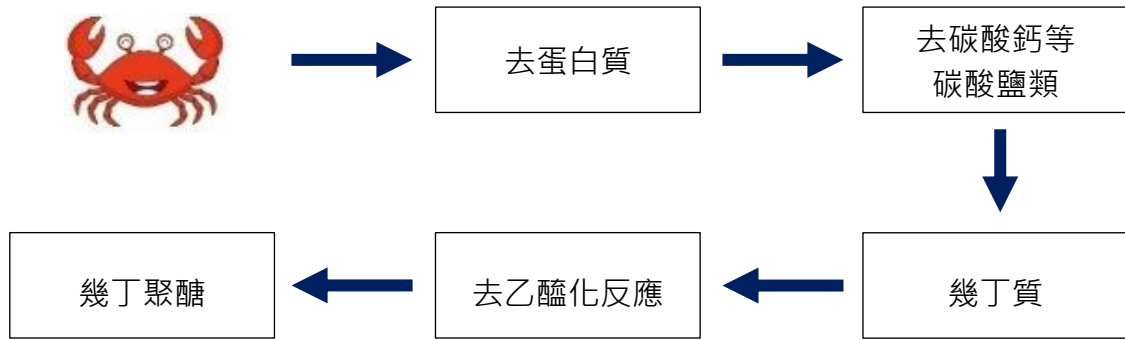 去蛋白質
去碳酸鈣等
碳酸鹽類
幾丁質
去乙醯化反應
幾丁聚醣